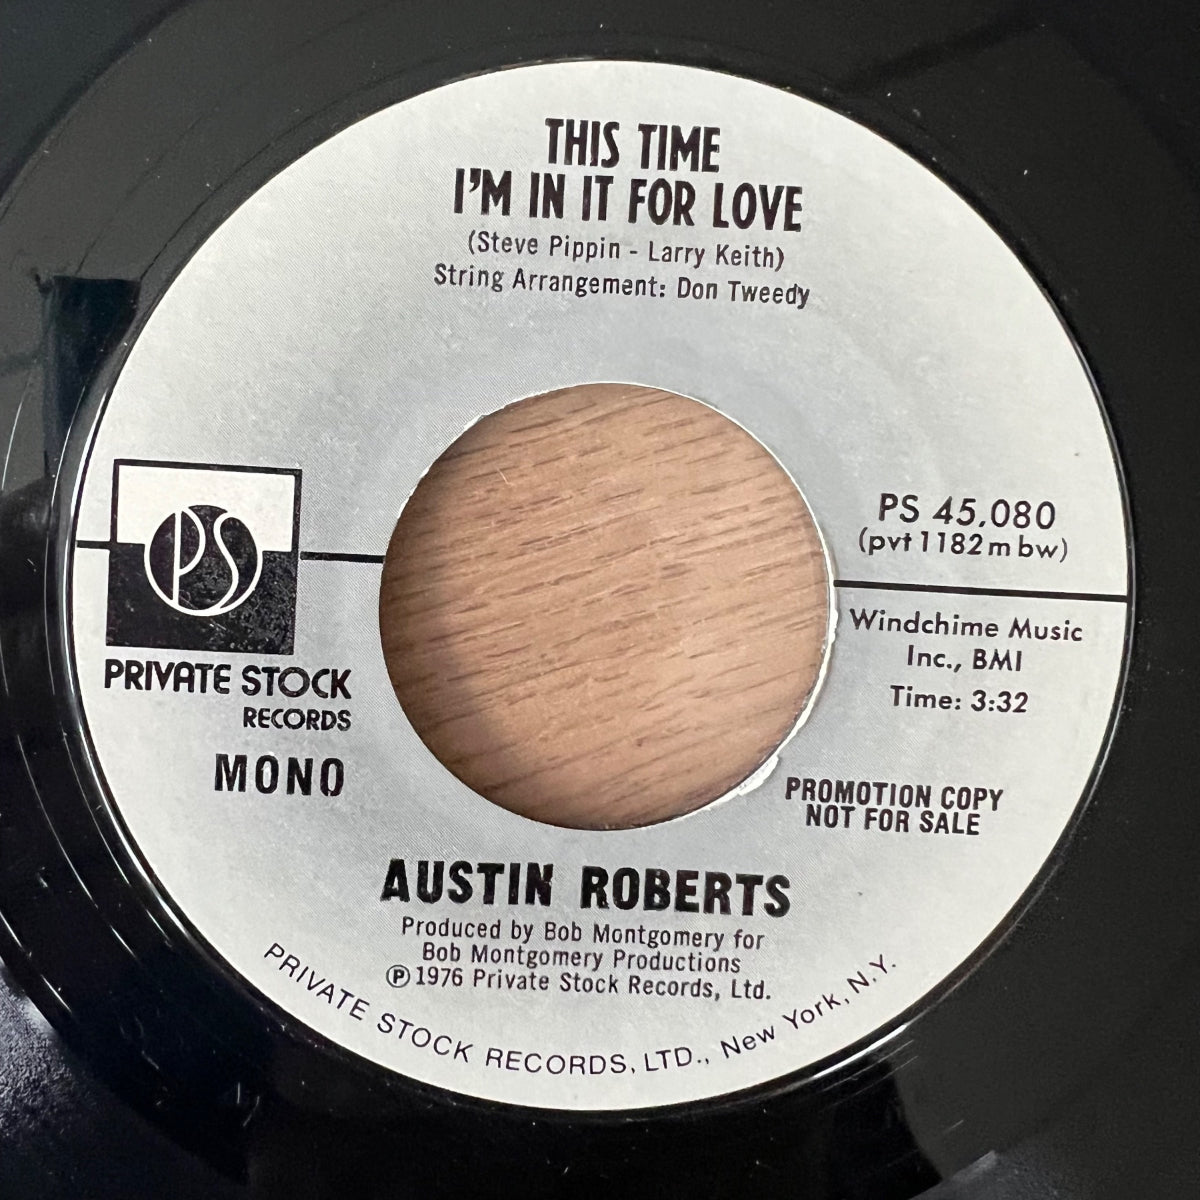 THIS TIME
I'M IN IT FOR LOVE
(Steve Pippin - Larry Keith)
String Arrangement: Don Tweedy
PS
PRIVATE STOCK
RECORDS
MONO
PS 45,080
(pvt 1182 m bw)
Windchime Music
Inc., BMI
Time: 3:32
PROMOTION COPY
NOT FOR SALE
AUSTIN ROBERTS
Produced by Bob Montgomery for
Bob Montgomery Productions
℗ 1976 Private Stock Records, Ltd.
PRIVATE STOCK RECORDS, LTD., New York, N.Y.